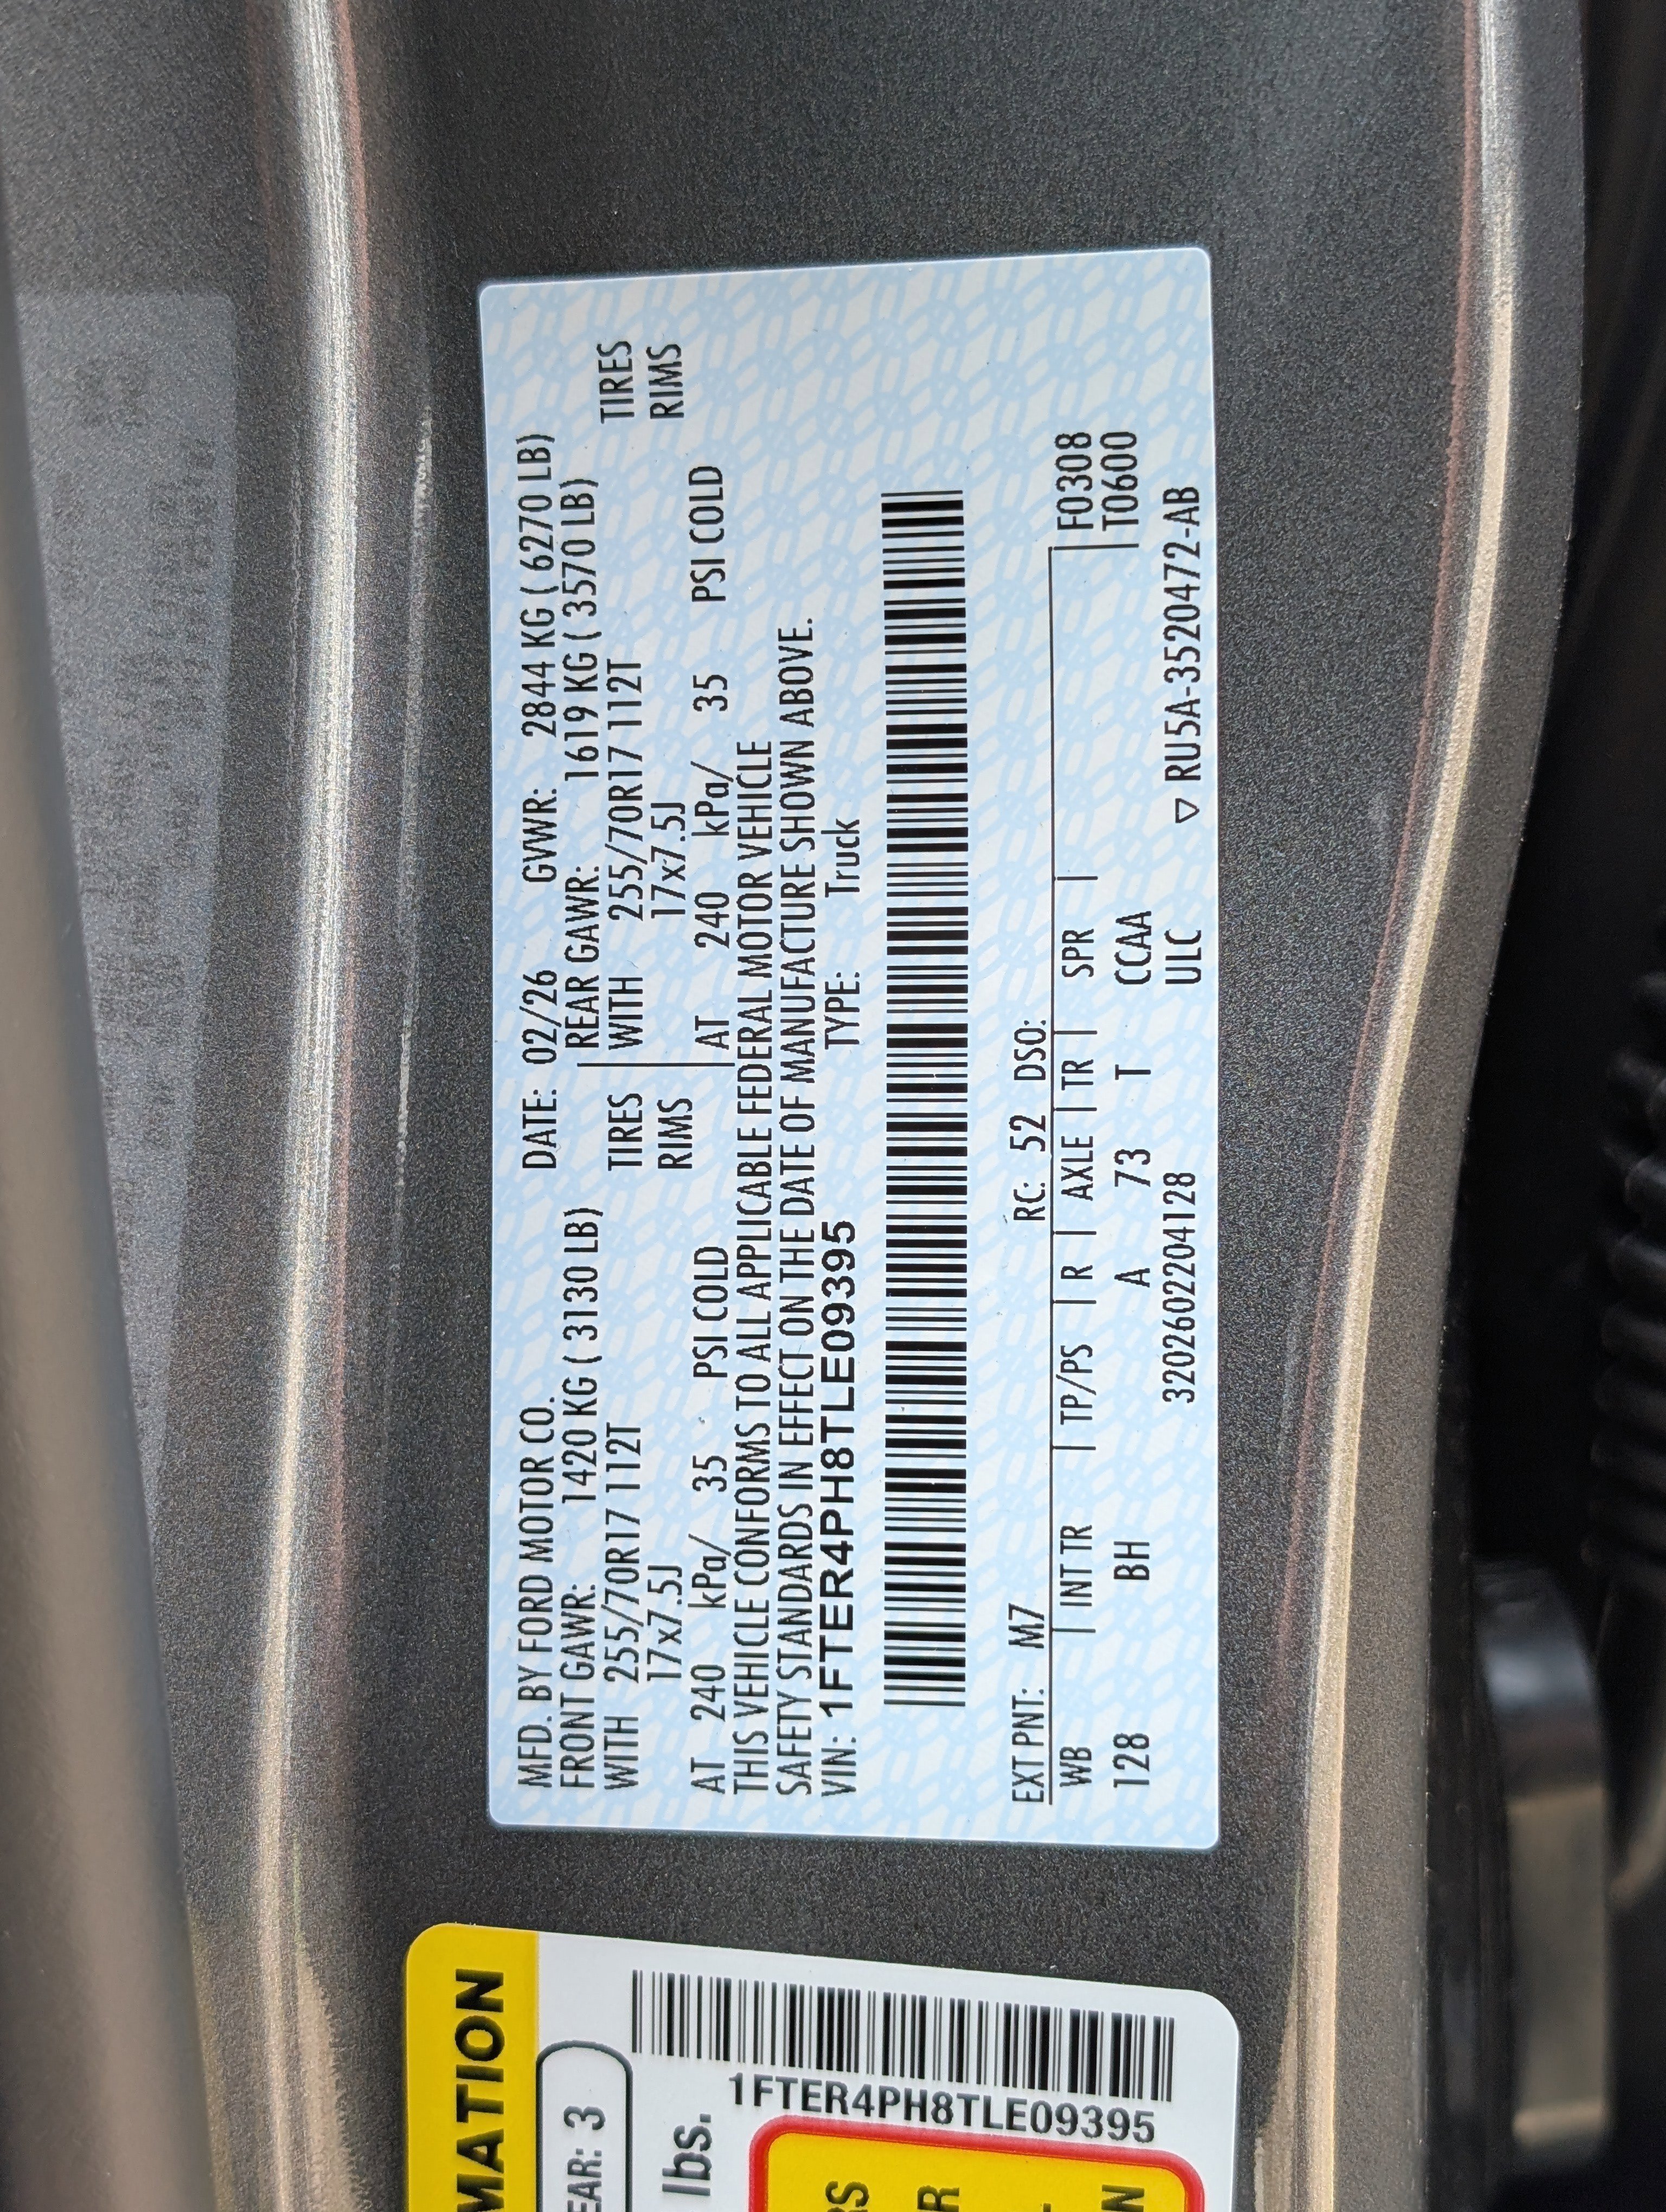 MFD. BY FORD MOTOR CO. DATE: 02/26 GVWR: 2844 KG ( 6270 LB)
FRONT GAWR: 1420 KG ( 3130 LB) REAR GAWR: 1619 KG ( 3570 LB)
WITH 255/70R17 112T TIRES WITH 255/70R17 112T TIRES
17x7.5J RIMS 17x7.5J RIMS
AT 240 kPa/ 35 PSI COLD AT 240 kPa/ 35 PSI COLD
THIS VEHICLE CONFORMS TO ALL APPLICABLE FEDERAL MOTOR VEHICLE
SAFETY STANDARDS IN EFFECT ON THE DATE OF MANUFACTURE SHOWN ABOVE.
VIN: 1FTER4PH8TLE09395 TYPE: Truck
EXT PNT: M7 RC: 52 DSO:
WB INT TR TP/PS R AXLE TR SPR F0308
128 BH A 73 T CCAA T0600
3202602204128 ULC ▽ RU5A-3520472-AB
MATION
EAR: 3
lbs.
1FTER4PH8TLE09395
RS
R
N